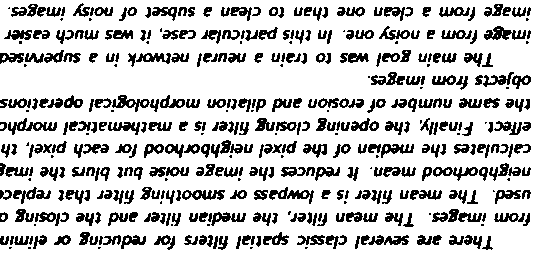 There are several classic spatial filters for reducing or elimin
from images. The mean filter, the median filter and the closing o
used. The mean filter is a lowpass or smoothing filter that replace
neighborhood mean. It reduces the image noise but blurs the imag
calculates the median of the pixel neighborhood for each pixel, th
effect. Finally, the opening closing filter is a mathematical morpho
the same number of erosion and dilation morphological operations
objects from images.
The main goal was to train a neural network in a supervised
image from a noisy one. In this particular case, it was much easier
image from a clean one than to clean a subset of noisy images.